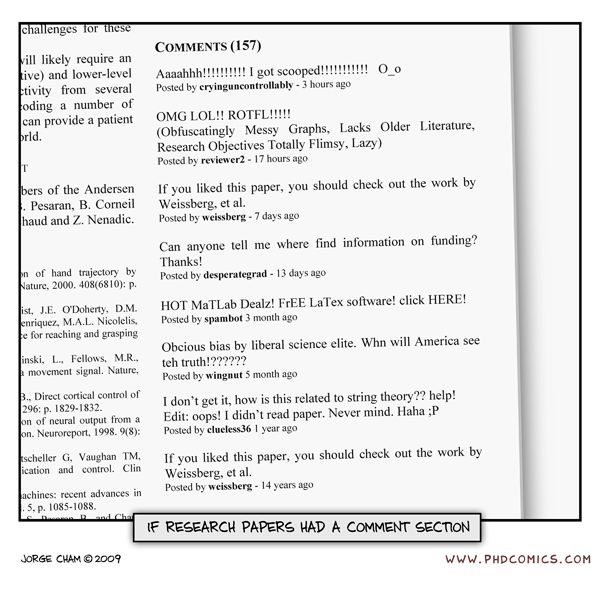 challenges for these
will likely require an
tive) and lower-level
ctivity from several
coding a number of
can provide a patient
orld.
T
bers of the Andersen
. Pesaran, B. Corneil
haud and Z. Nenadic.
on of hand trajectory by
Nature, 2000. 408(6810): p.
ist, J.E. O'Doherty, D.M.
enriquez, M.A.L. Nicolelis,
e for reaching and grasping
inski, L., Fellows, M.R.,
a movement signal. Nature,
B., Direct cortical control of
296: p. 1829-1832.
on of neural output from a
on. Neuroreport, 1998. 9(8):
tscheller G, Vaughan TM,
ication and control. Clin
machines: recent advances in
. 5, p. 1085-1088.
COMMENTS (157)
Aaaahhh!!!!!!!!!! I got scooped!!!!!!!!!!! O_o
Posted by cryinguncontrollably - 3 hours ago
OMG LOL!! ROTFL!!!!!
(Obfuscatingly Messy Graphs, Lacks Older Literature,
Research Objectives Totally Flimsy, Lazy)
Posted by reviewer2 - 17 hours ago
If you liked this paper, you should check out the work by
Weissberg, et al.
Posted by weissberg - 7 days ago
Can anyone tell me where find information on funding?
Thanks!
Posted by desperategrad - 13 days ago
HOT MaTLab Dealz! FrEE LaTex software! click HERE!
Posted by spambot 3 month ago
Obcious bias by liberal science elite. Whn will America see
teh truth!??????
Posted by wingnut 5 month ago
I don't get it, how is this related to string theory?? help!
Edit: oops! I didn't read paper. Never mind. Haha ;P
Posted by clueless36 1 year ago
If you liked this paper, you should check out the work by
Weissberg, et al.
Posted by weissberg - 14 years ago
IF RESEARCH PAPERS HAD A COMMENT SECTION
JORGE CHAM © 2009
WWW.PHDCOMICS.COM